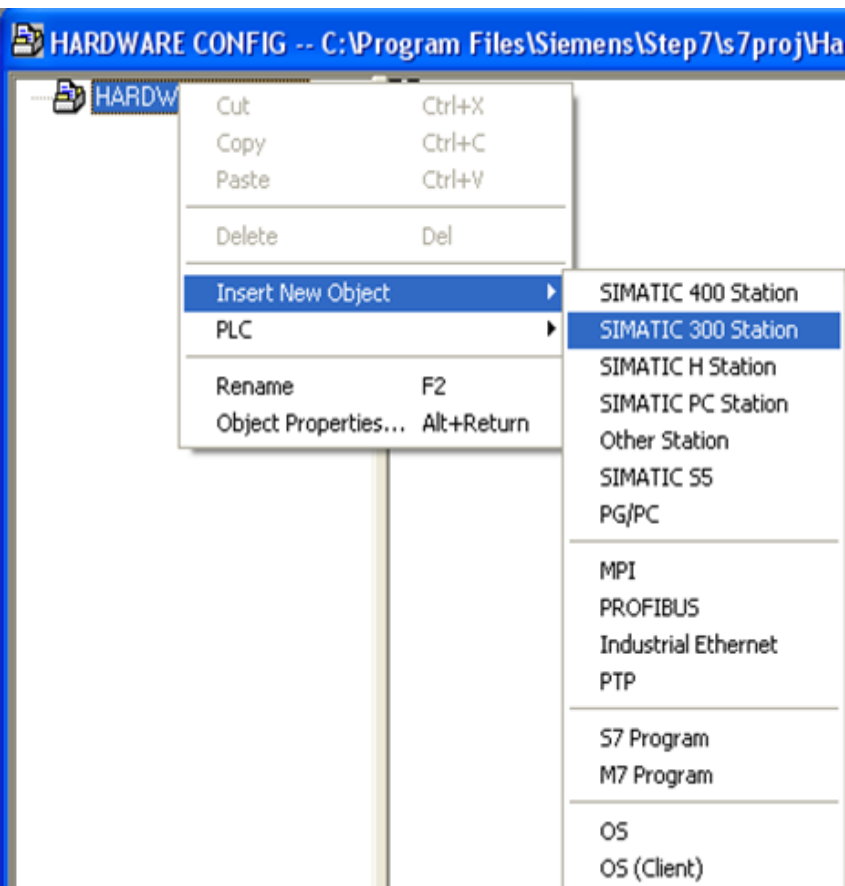 HARDWARE CONFIG -- C:\Program Files\Siemens\Step7\s7proj\Ha
HARDW
Cut Ctrl+X
Copy Ctrl+C
Paste Ctrl+V
Delete Del
Insert New Object
PLC
Rename F2
Object Properties... Alt+Return
SIMATIC 400 Station
SIMATIC 300 Station
SIMATIC H Station
SIMATIC PC Station
Other Station
SIMATIC S5
PG/PC
MPI
PROFIBUS
Industrial Ethernet
PTP
S7 Program
M7 Program
OS
OS (Client)